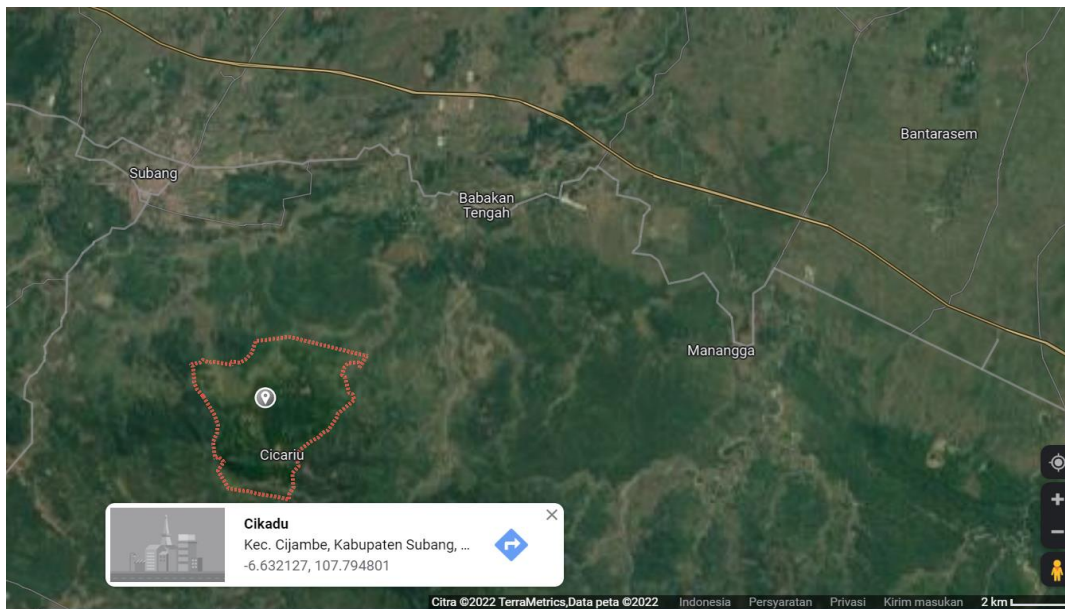 Bantarasem
Subang
Babakan
Tengah
Manangga
Cicariu
Cikadu
Kec. Cijambe, Kabupaten Subang, ...
-6.632127, 107.794801
Citra ©2022 TerraMetrics,Data peta ©2022 Indonesia Persyaratan Privasi Kirim masukan 2 km